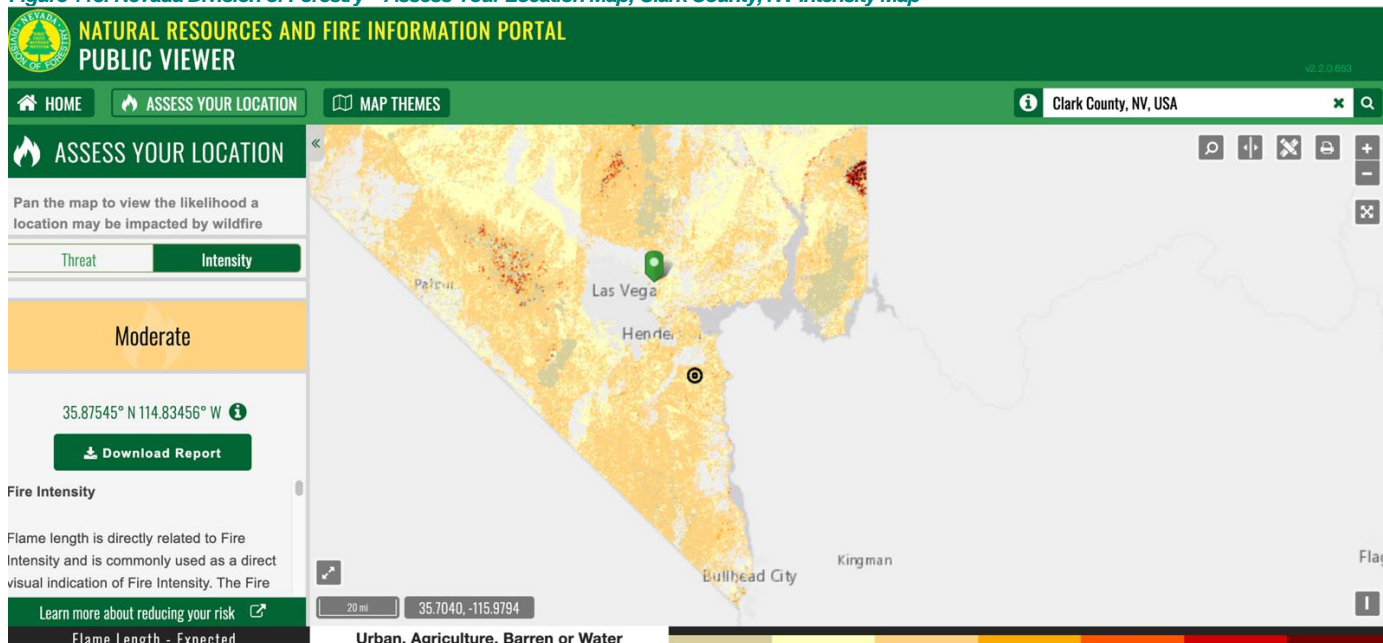 Figure 113: Nevada Division of Forestry – Assess Your Location Map, Clark County, NV Intensity Map
NATURAL RESOURCES AND FIRE INFORMATION PORTAL
PUBLIC VIEWER
v2.2.0.653
HOME
ASSESS YOUR LOCATION
MAP THEMES
Clark County, NV, USA
ASSESS YOUR LOCATION
Pan the map to view the likelihood a
location may be impacted by wildfire
Threat
Intensity
Moderate
35.87545° N 114.83456° W
Download Report
Fire Intensity
Flame length is directly related to Fire
Intensity and is commonly used as a direct
visual indication of Fire Intensity. The Fire
Learn more about reducing your risk
Flame Length - Expected
Las Vega
Hende
Kingman
Bullhead City
Flag
20 mi
35.7040, -115.9794
Urban, Agriculture, Barren or Water